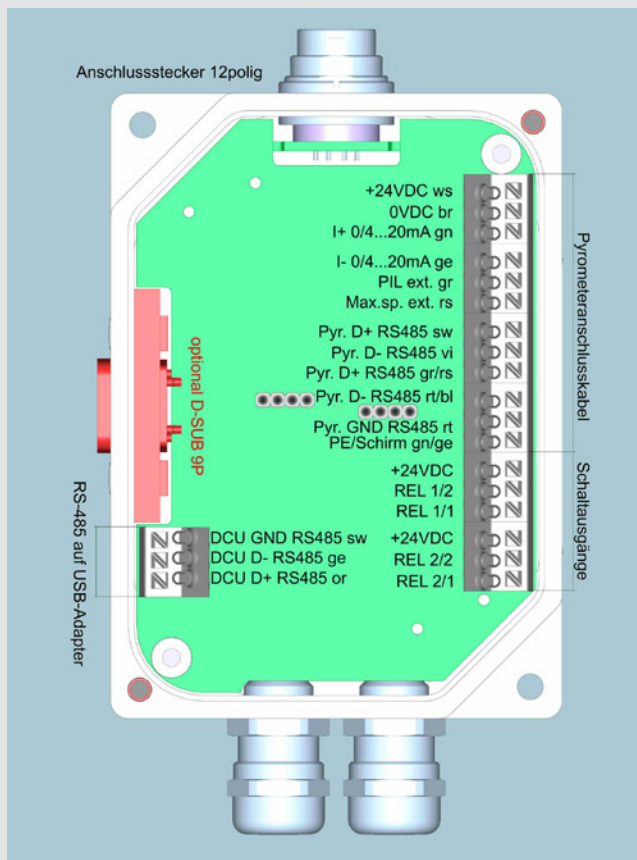 Anschlussstecker 12polig
+24VDC ws
0VDC br
I+ 0/4...20mA gn
I- 0/4...20mA ge
PIL ext. gr
Max.sp. ext. rs
Pyr. D+ RS485 sw
Pyr. D- RS485 vi
Pyr. D+ RS485 gr/rs
Pyr. D- RS485 rt/bl
Pyr. GND RS485 rt
PE/Schirm gn/ge
+24VDC
REL 1/2
REL 1/1
+24VDC
REL 2/2
REL 2/1
Pyrometeranschlusskabel
Schaltausgänge
optional D-SUB 9P
RS-485 auf USB-Adapter
DCU GND RS485 sw
DCU D- RS485 ge
DCU D+ RS485 or